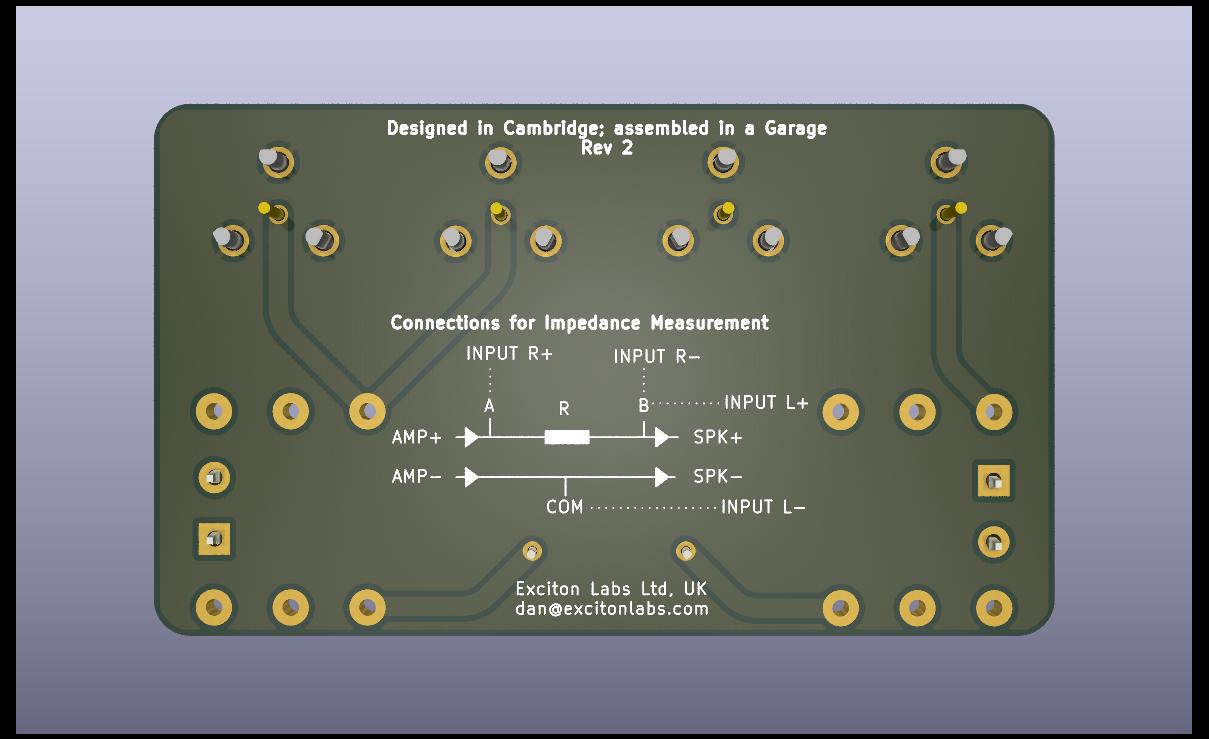 Designed in Cambridge; assembled in a Garage
Rev 2
Connections for Impedance Measurement
INPUT R+ INPUT R-
A R B INPUT L+
AMP+ SPK+
AMP- SPK-
COM INPUT L-
Exciton Labs Ltd, UK
dan@excitonlabs.com